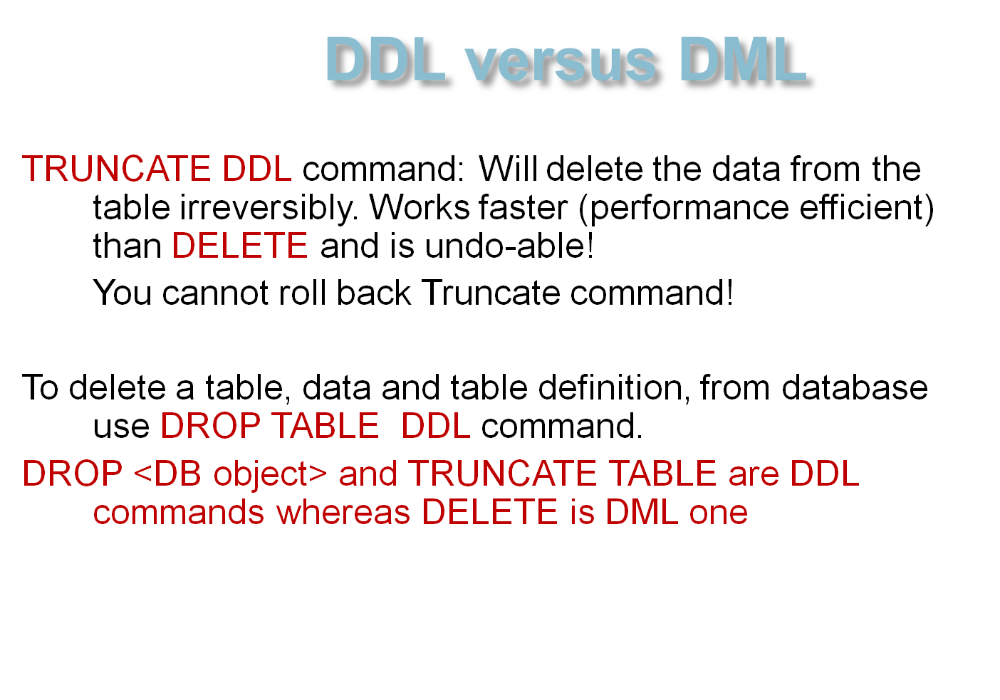 DDL versus DML
TRUNCATE DDL command: Will delete the data from the
table irreversibly. Works faster (performance efficient)
than DELETE and is undo-able!
You cannot roll back Truncate command!
To delete a table, data and table definition, from database
use DROP TABLE  DDL command.
DROP <DB object> and TRUNCATE TABLE are DDL
commands whereas DELETE is DML one